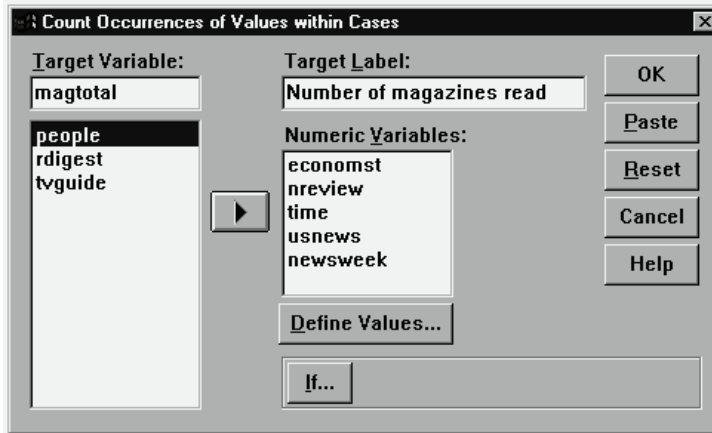 Count Occurrences of Values within Cases
Target Variable:
magtotal
people
rdigest
tvguide
Target Label:
Number of magazines read
Numeric Variables:
economst
nreview
time
usnews
newsweek
Define Values...
If...
OK
Paste
Reset
Cancel
Help